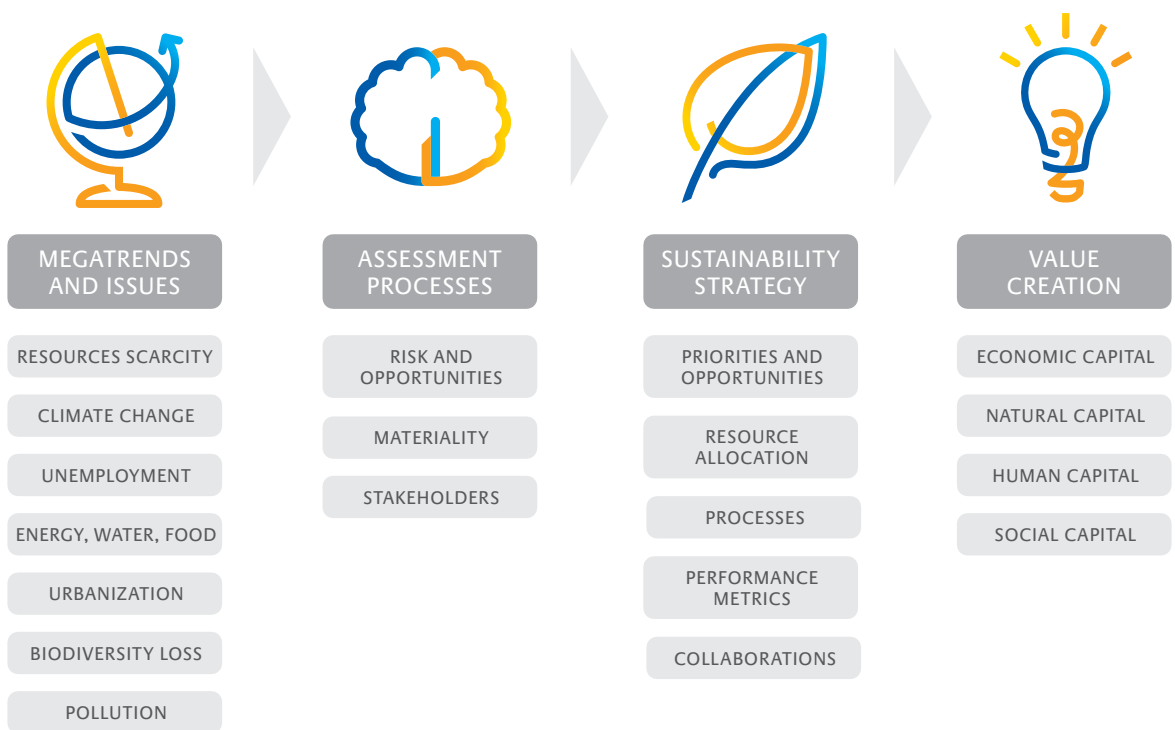 MEGATRENDS
AND ISSUES
RESOURCES SCARCITY
CLIMATE CHANGE
UNEMPLOYMENT
ENERGY, WATER, FOOD
URBANIZATION
BIODIVERSITY LOSS
POLLUTION
ASSESSMENT
PROCESSES
RISK AND
OPPORTUNITIES
MATERIALITY
STAKEHOLDERS
SUSTAINABILITY
STRATEGY
PRIORITIES AND
OPPORTUNITIES
RESOURCE
ALLOCATION
PROCESSES
PERFORMANCE
METRICS
COLLABORATIONS
VALUE
CREATION
ECONOMIC CAPITAL
NATURAL CAPITAL
HUMAN CAPITAL
SOCIAL CAPITAL